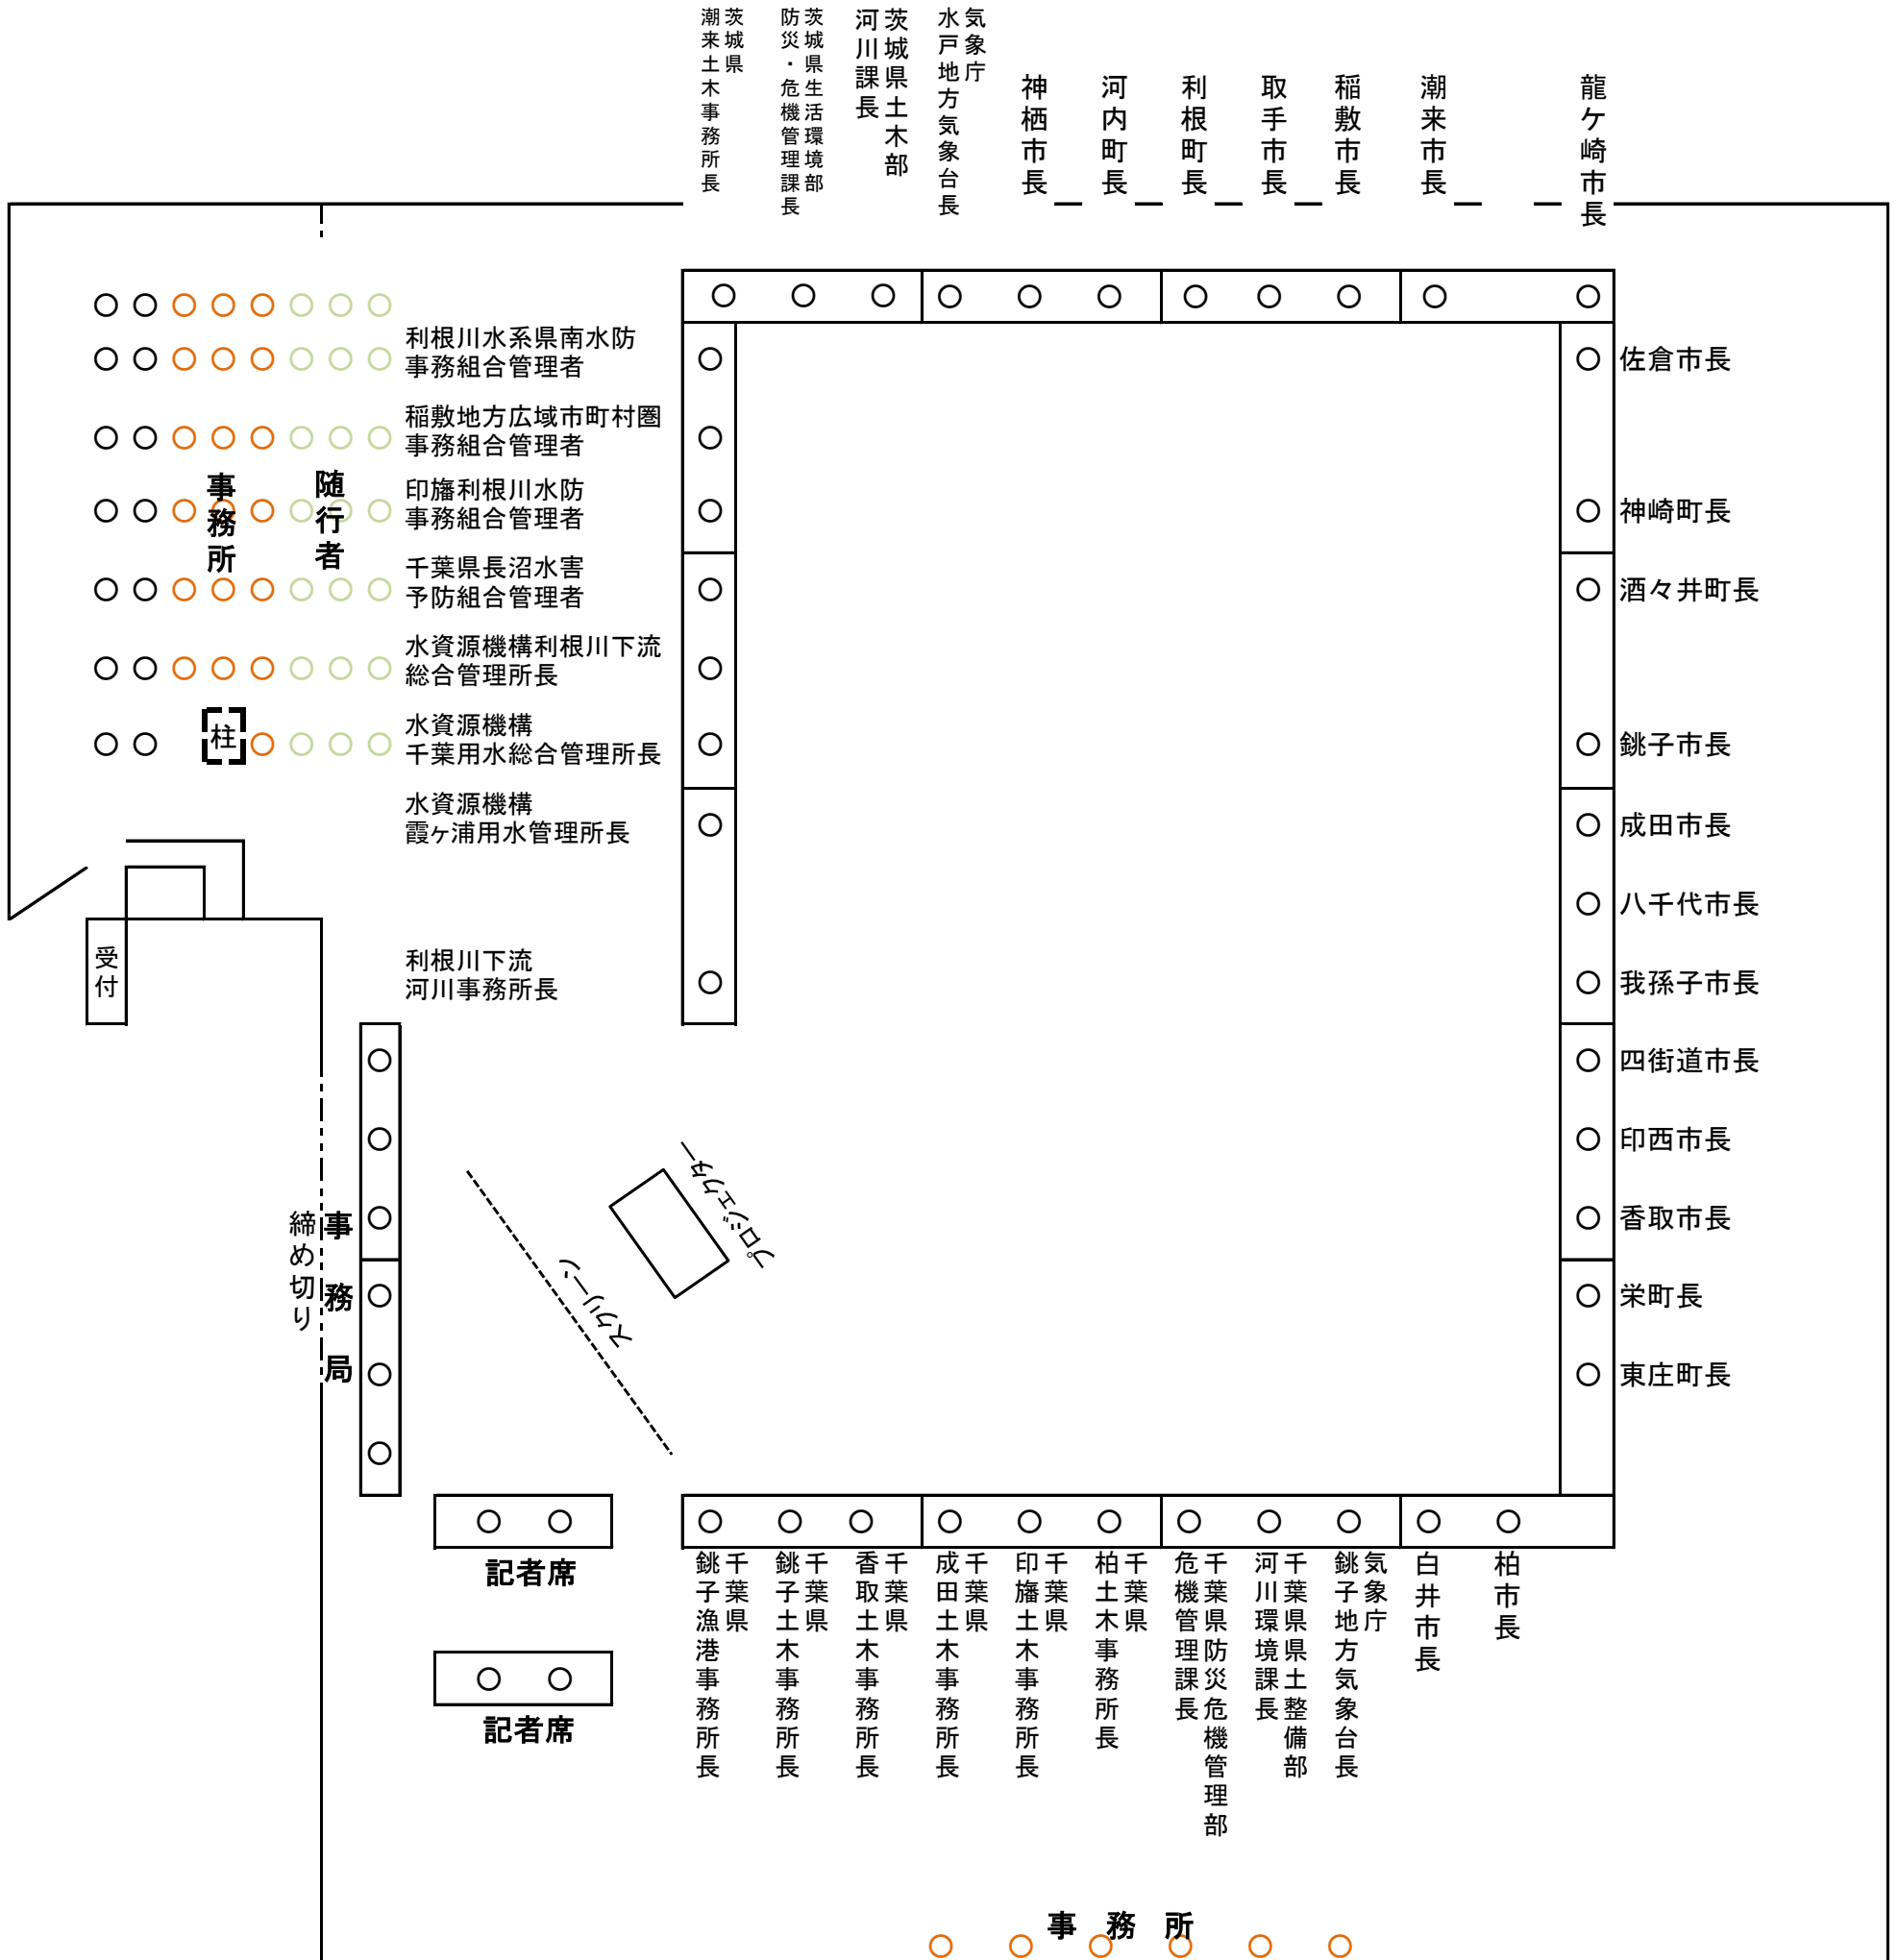 茨城県
潮来土木事務所長
茨城県生活環境部
防災・危機管理課長
茨城県土木部
河川課長
気象庁
水戸地方気象台長
神栖市長
河内町長
利根町長
取手市長
稲敷市長
潮来市長
龍ケ崎市長
利根川水系県南水防
事務組合管理者
稲敷地方広域市町村圏
事務組合管理者
印旛利根川水防
事務組合管理者
千葉県長沼水害
予防組合管理者
水資源機構利根川下流
総合管理所長
水資源機構
千葉用水総合管理所長
水資源機構
霞ヶ浦用水管理所長
利根川下流
河川事務所長
事務所
随行者
柱
受付
締め切り
事務局
スクリーン
プロジェクター
佐倉市長
神崎町長
酒々井町長
銚子市長
成田市長
八千代市長
我孫子市長
四街道市長
印西市長
香取市長
栄町長
東庄町長
記者席
記者席
千葉県
銚子漁港事務所長
千葉県
銚子土木事務所長
千葉県
香取土木事務所長
千葉県
成田土木事務所長
千葉県
印旛土木事務所長
千葉県
柏土木事務所長
千葉県防災危機管理部
危機管理課長
千葉県県土整備部
河川環境課長
気象庁
銚子地方気象台長
白井市長
柏市長
事務所